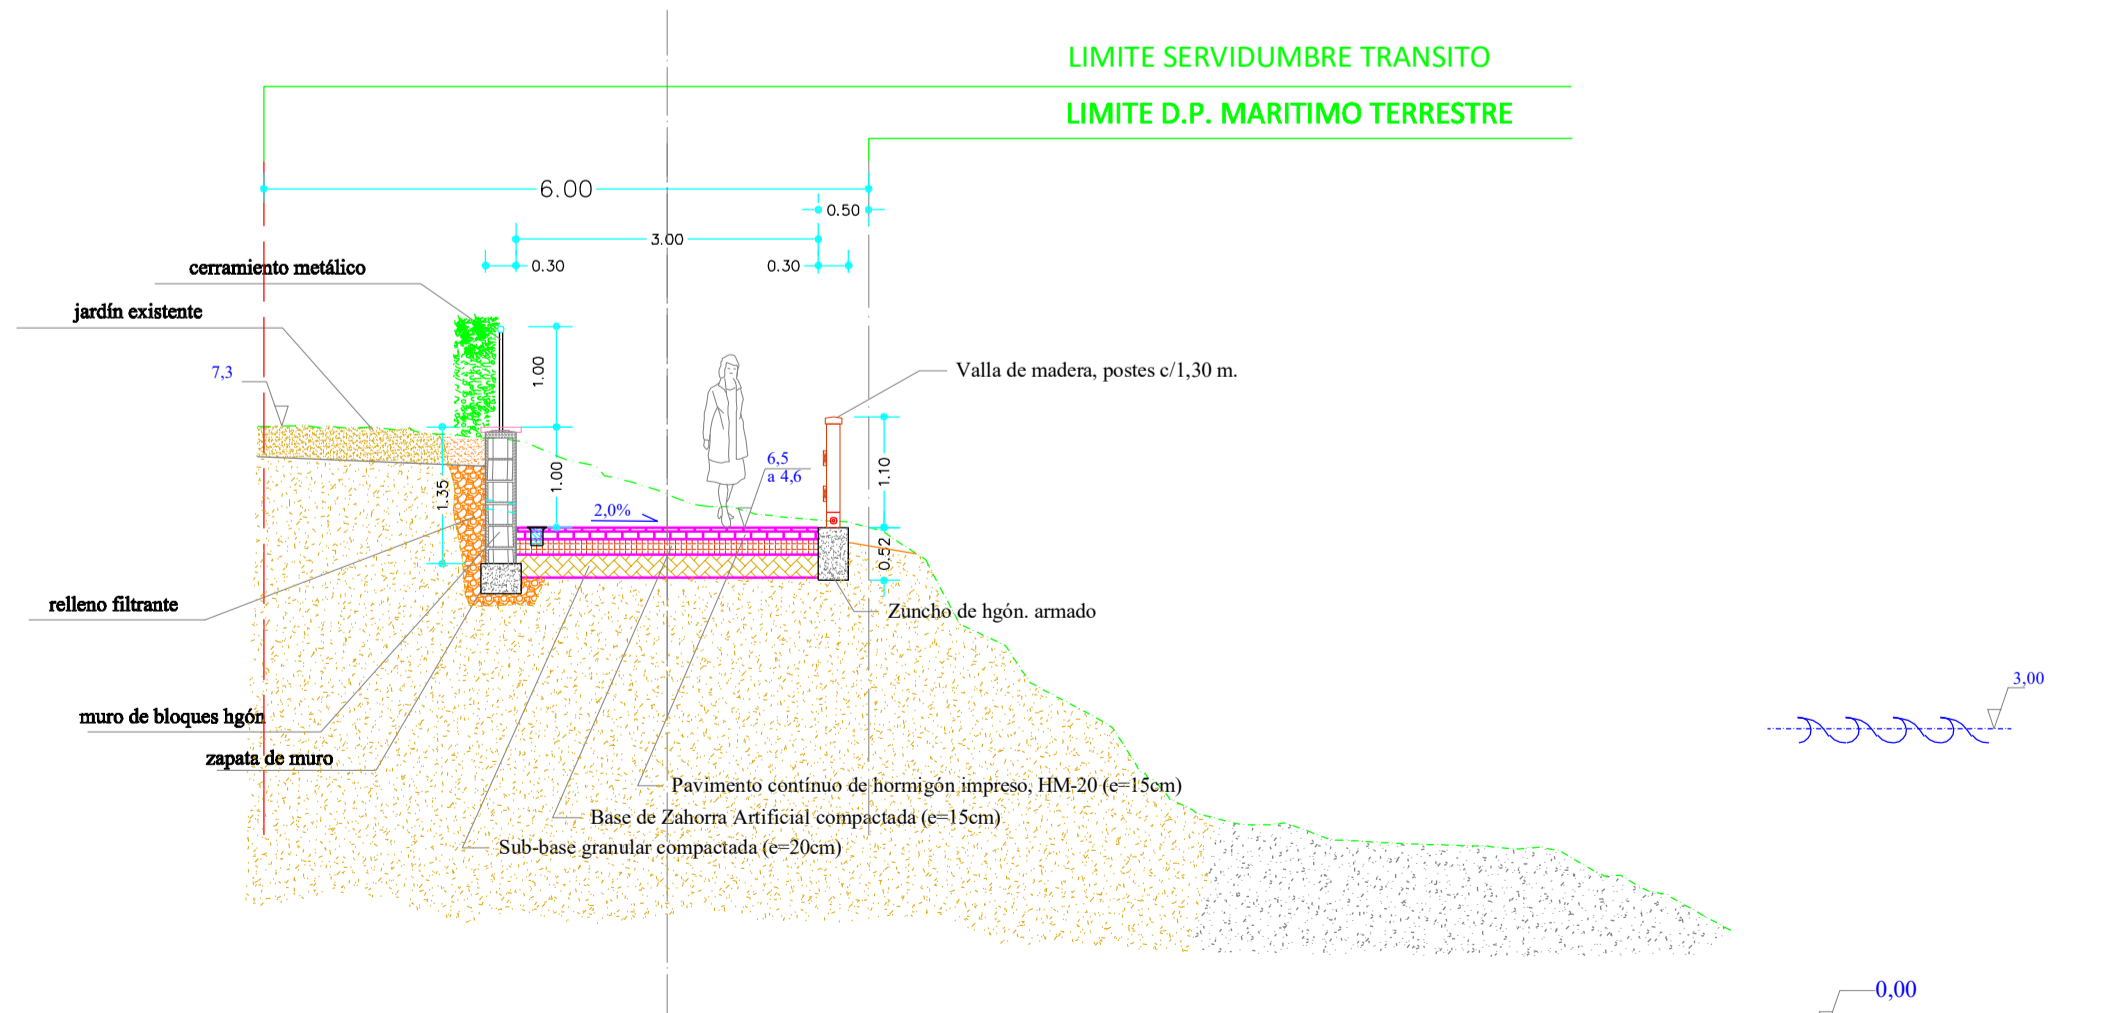 LIMITE SERVIDUMBRE TRANSITO
LIMITE D.P. MARITIMO TERRESTRE
6.00
0.50
3.00
0.30
0.30
cerramiento metálico
jardín existente
7,3
1.00
Valla de madera, postes c/1,30 m.
6,5
a 4,6
1.35
1.00
1.10
2,0%
0.52
relleno filtrante
Zuncho de hgón. armado
3,00
muro de bloques hgón
zapata de muro
Pavimento contínuo de hormigón impreso, HM-20 (e=15cm)
Base de Zahorra Artificial compactada (e=15cm)
Sub-base granular compactada (e=20cm)
0,00